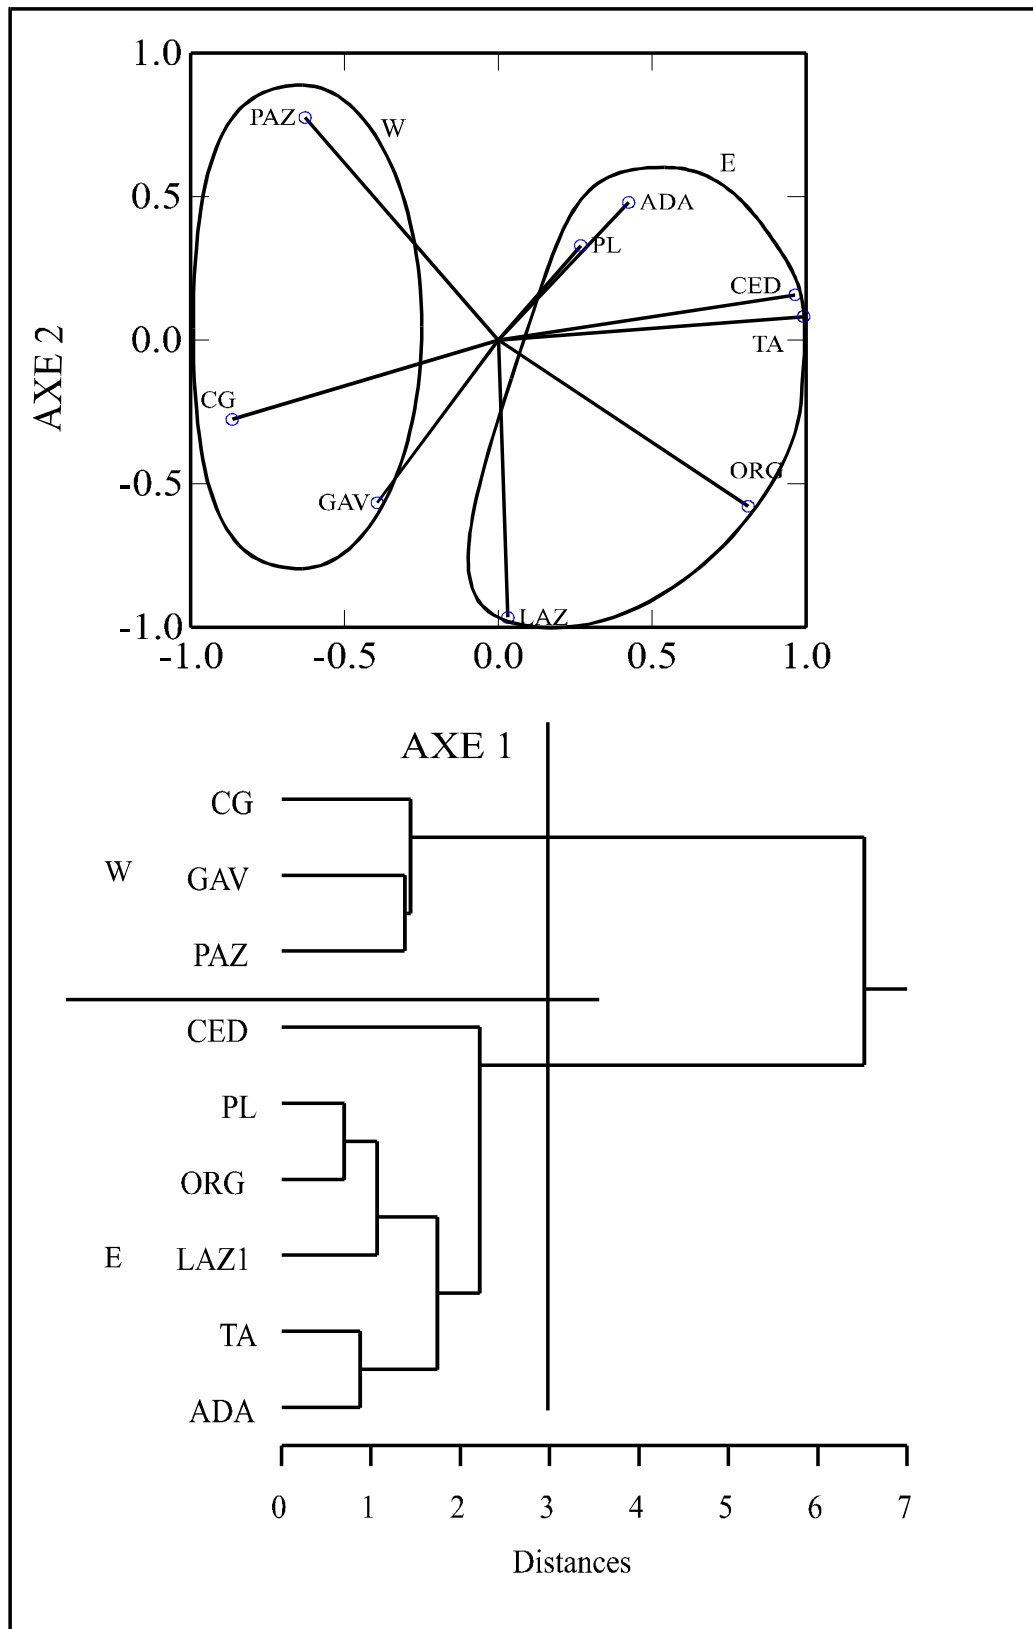 1.0
PAZ
W
E
0.5
ADA
PL
CED
AXE 2
0.0
TA
CG
ORG
-0.5
GAV
LAZ
-1.0
-1.0 -0.5 0.0 0.5 1.0
AXE 1
CG
W
GAV
PAZ
CED
PL
ORG
E
LAZ1
TA
ADA
0 1 2 3 4 5 6 7
Distances